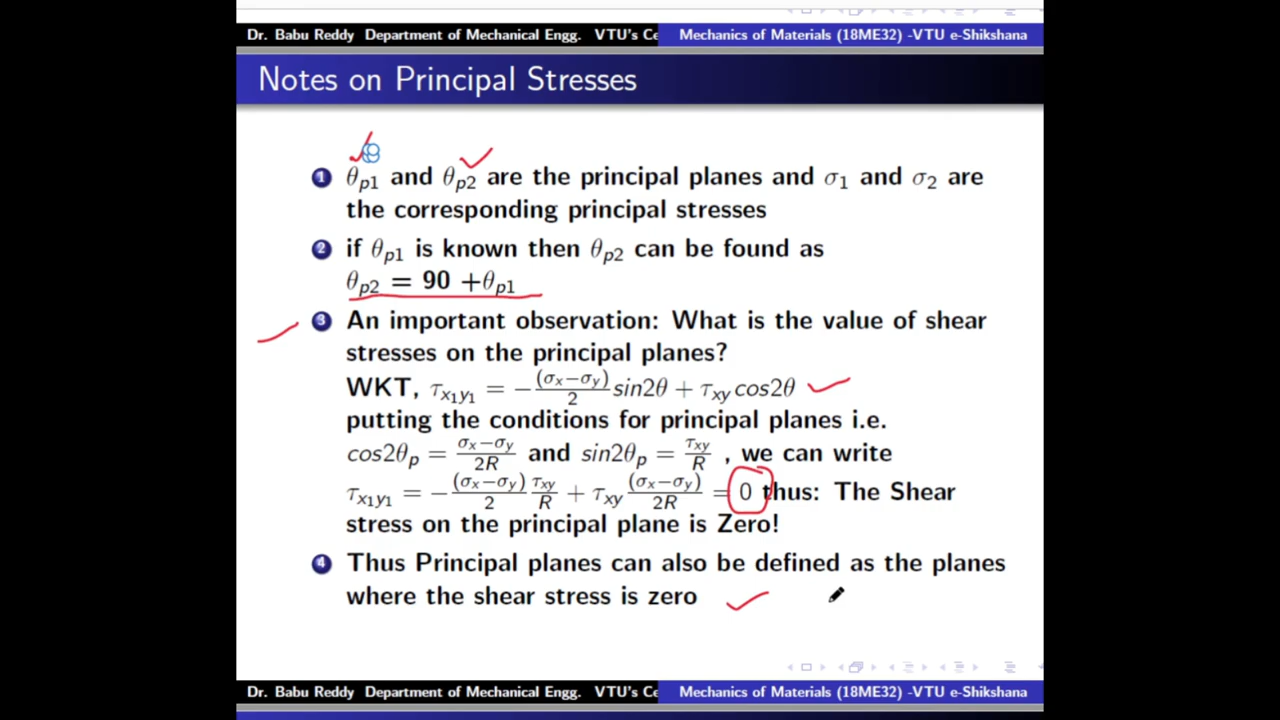 Dr. Babu Reddy Department of Mechanical Engg. VTU's Ce Mechanics of Materials (18ME32) -VTU e-Shikshana
Notes on Principal Stresses
1 θp1 and θp2 are the principal planes and σ1 and σ2 are
the corresponding principal stresses
2 if θp1 is known then θp2 can be found as
θp2 = 90 +θp1
3 An important observation: What is the value of shear
stresses on the principal planes?
WKT, τx1y1 = −(σx−σy)/2 sin2θ + τxy cos2θ
putting the conditions for principal planes i.e.
cos2θp = σx−σy/2R and sin2θp = τxy/R , we can write
τx1y1 = −(σx−σy)/2 τxy/R + τxy (σx−σy)/2R = 0 thus: The Shear
stress on the principal plane is Zero!
4 Thus Principal planes can also be defined as the planes
where the shear stress is zero
Dr. Babu Reddy Department of Mechanical Engg. VTU's Ce Mechanics of Materials (18ME32) -VTU e-Shikshana